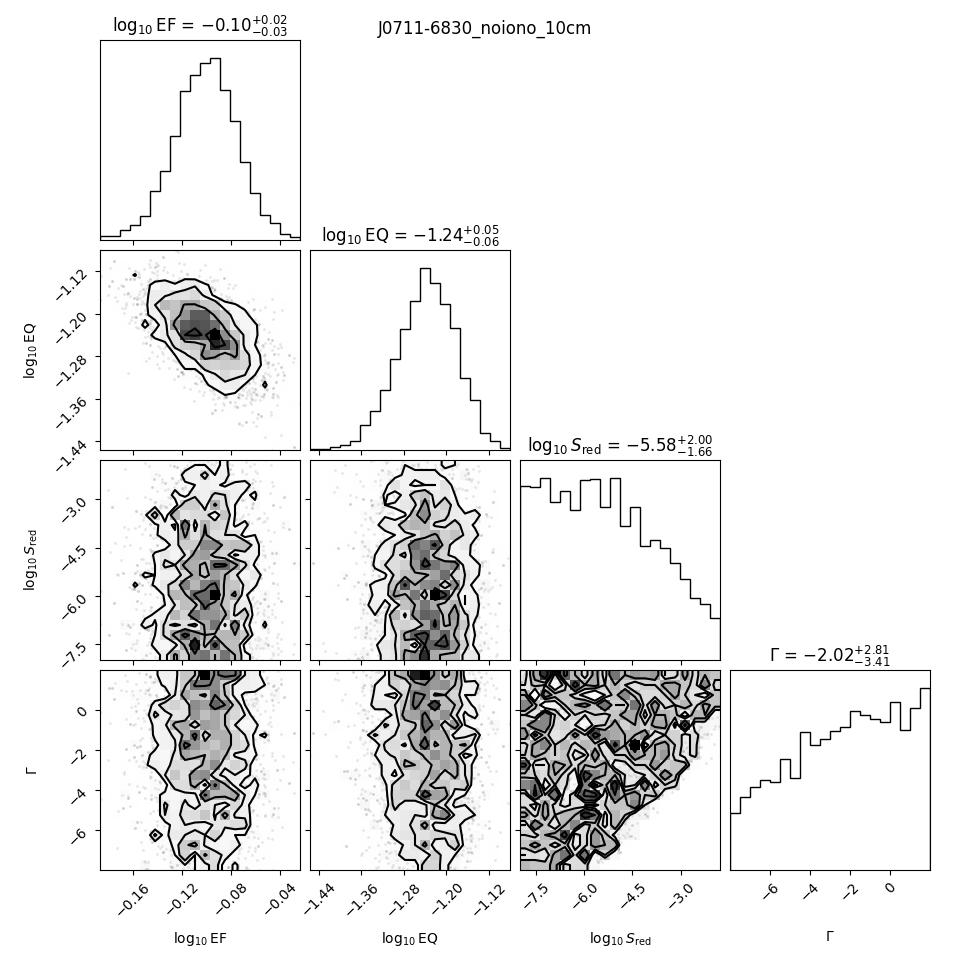 J0711-6830_noiono_10cm
log₁₀ EF = −0.10 +0.02 −0.03
log₁₀ EQ = −1.24 +0.05 −0.06
−1.12
−1.20
−1.28
−1.36
−1.44
log₁₀ EQ
log₁₀ S_red = −5.58 +2.00 −1.66
−3.0
−4.5
−6.0
−7.5
log₁₀ S_red
Γ = −2.02 +2.81 −3.41
0
−2
−4
−6
Γ
−0.16 −0.12 −0.08 −0.04 −1.44 −1.36 −1.28 −1.20 −1.12 −7.5 −6.0 −4.5 −3.0 −6 −4 −2 0
log₁₀ EF log₁₀ EQ log₁₀ S_red Γ